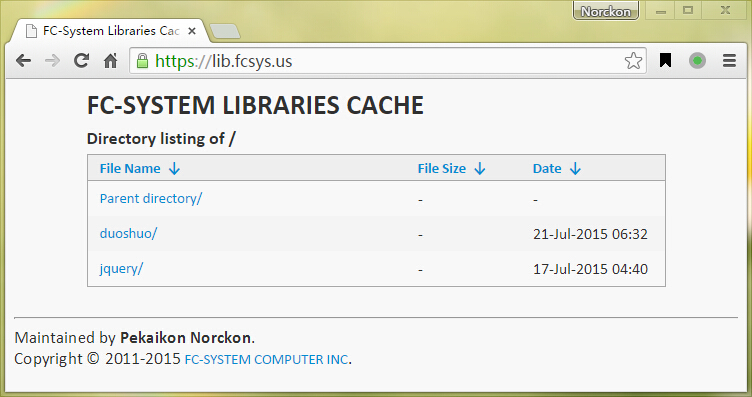 Norckon
FC-System Libraries Cac
https://lib.fcsys.us
FC-SYSTEM LIBRARIES CACHE
Directory listing of /
File Name ↓ File Size ↓ Date ↓
Parent directory/ - -
duoshuo/ - 21-Jul-2015 06:32
jquery/ - 17-Jul-2015 04:40
Maintained by Pekaikon Norckon.
Copyright © 2011-2015 FC-SYSTEM COMPUTER INC.